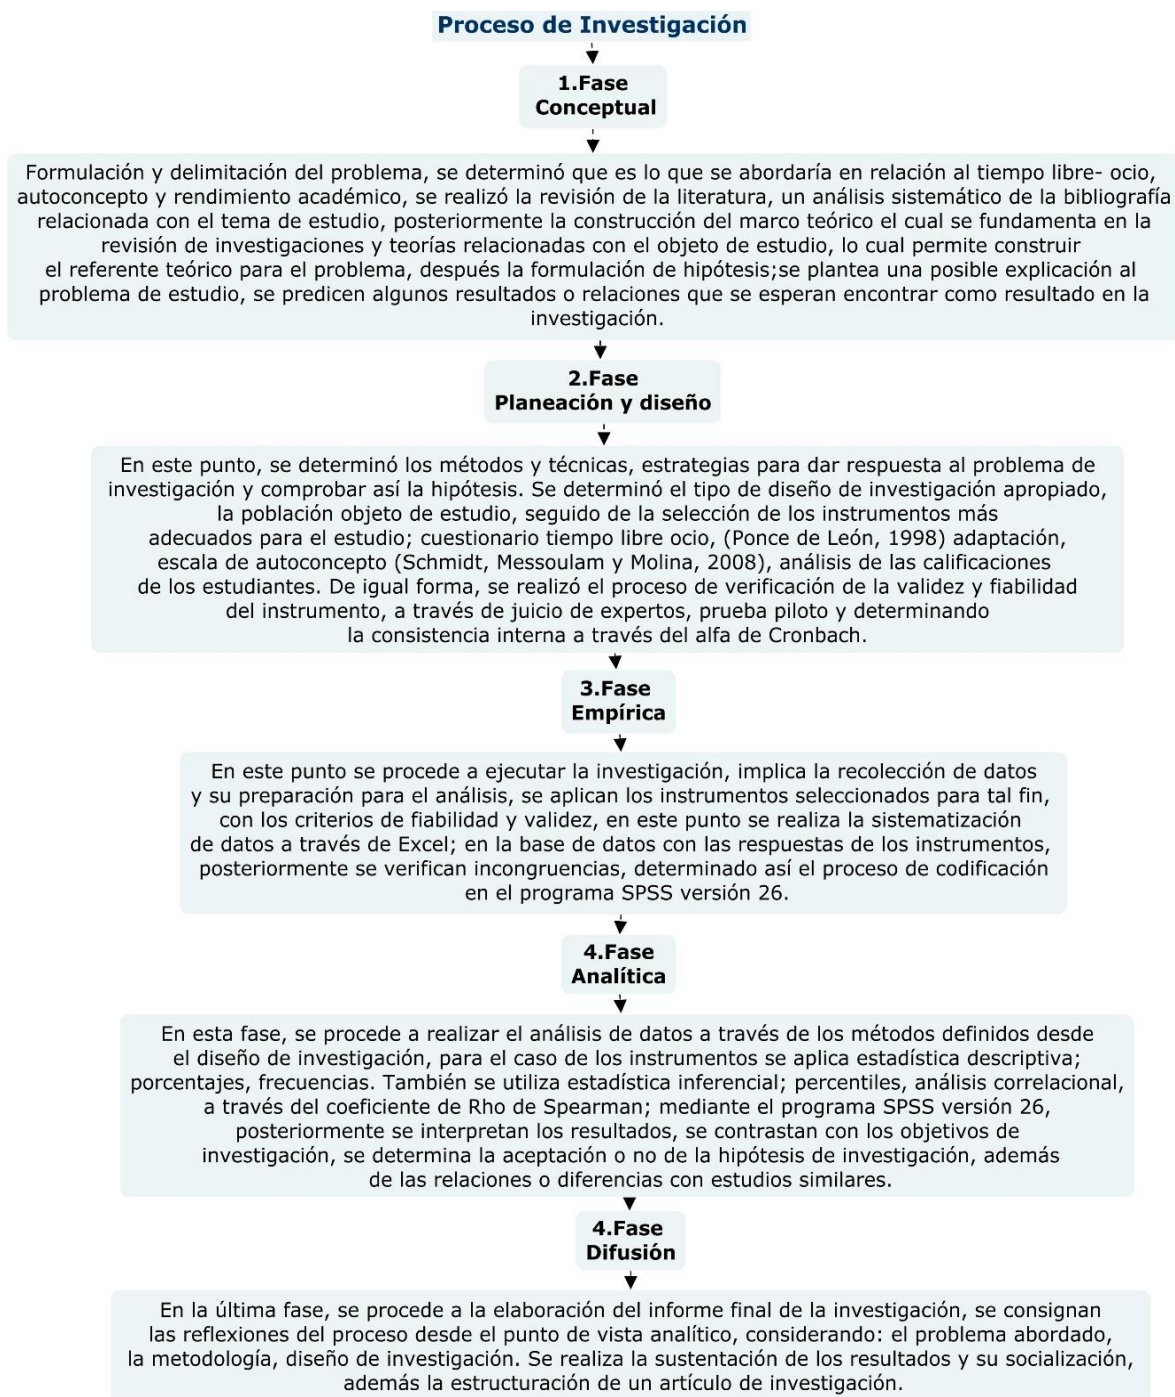 Proceso de Investigación
1.Fase
Conceptual
Formulación y delimitación del problema, se determinó que es lo que se abordaría en relación al tiempo libre- ocio,
autoconcepto y rendimiento académico, se realizó la revisión de la literatura, un análisis sistemático de la bibliografía
relacionada con el tema de estudio, posteriormente la construcción del marco teórico el cual se fundamenta en la
revisión de investigaciones y teorías relacionadas con el objeto de estudio, lo cual permite construir
el referente teórico para el problema, después la formulación de hipótesis;se plantea una posible explicación al
problema de estudio, se predicen algunos resultados o relaciones que se esperan encontrar como resultado en la
investigación.
2.Fase
Planeación y diseño
En este punto, se determinó los métodos y técnicas, estrategias para dar respuesta al problema de
investigación y comprobar así la hipótesis. Se determinó el tipo de diseño de investigación apropiado,
la población objeto de estudio, seguido de la selección de los instrumentos más
adecuados para el estudio; cuestionario tiempo libre ocio, (Ponce de León, 1998) adaptación,
escala de autoconcepto (Schmidt, Messoulam y Molina, 2008), análisis de las calificaciones
de los estudiantes. De igual forma, se realizó el proceso de verificación de la validez y fiabilidad
del instrumento, a través de juicio de expertos, prueba piloto y determinando
la consistencia interna a través del alfa de Cronbach.
3.Fase
Empírica
En este punto se procede a ejecutar la investigación, implica la recolección de datos
y su preparación para el análisis, se aplican los instrumentos seleccionados para tal fin,
con los criterios de fiabilidad y validez, en este punto se realiza la sistematización
de datos a través de Excel; en la base de datos con las respuestas de los instrumentos,
posteriormente se verifican incongruencias, determinado así el proceso de codificación
en el programa SPSS versión 26.
4.Fase
Analítica
En esta fase, se procede a realizar el análisis de datos a través de los métodos definidos desde
el diseño de investigación, para el caso de los instrumentos se aplica estadística descriptiva;
porcentajes, frecuencias. También se utiliza estadística inferencial; percentiles, análisis correlacional,
a través del coeficiente de Rho de Spearman; mediante el programa SPSS versión 26,
posteriormente se interpretan los resultados, se contrastan con los objetivos de
investigación, se determina la aceptación o no de la hipótesis de investigación, además
de las relaciones o diferencias con estudios similares.
4.Fase
Difusión
En la última fase, se procede a la elaboración del informe final de la investigación, se consignan
las reflexiones del proceso desde el punto de vista analítico, considerando: el problema abordado,
la metodología, diseño de investigación. Se realiza la sustentación de los resultados y su socialización,
además la estructuración de un artículo de investigación.